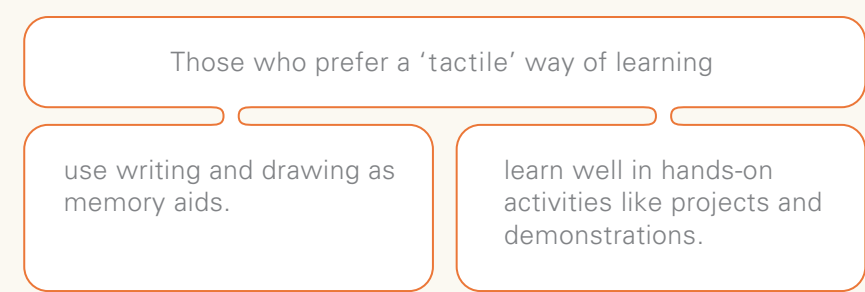 Those who prefer a ‘tactile’ way of learning
use writing and drawing as
memory aids.
learn well in hands-on
activities like projects and
demonstrations.